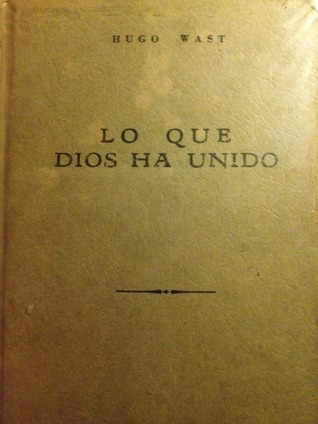 HUGO WAST
LO QUE
DIOS HA UNIDO